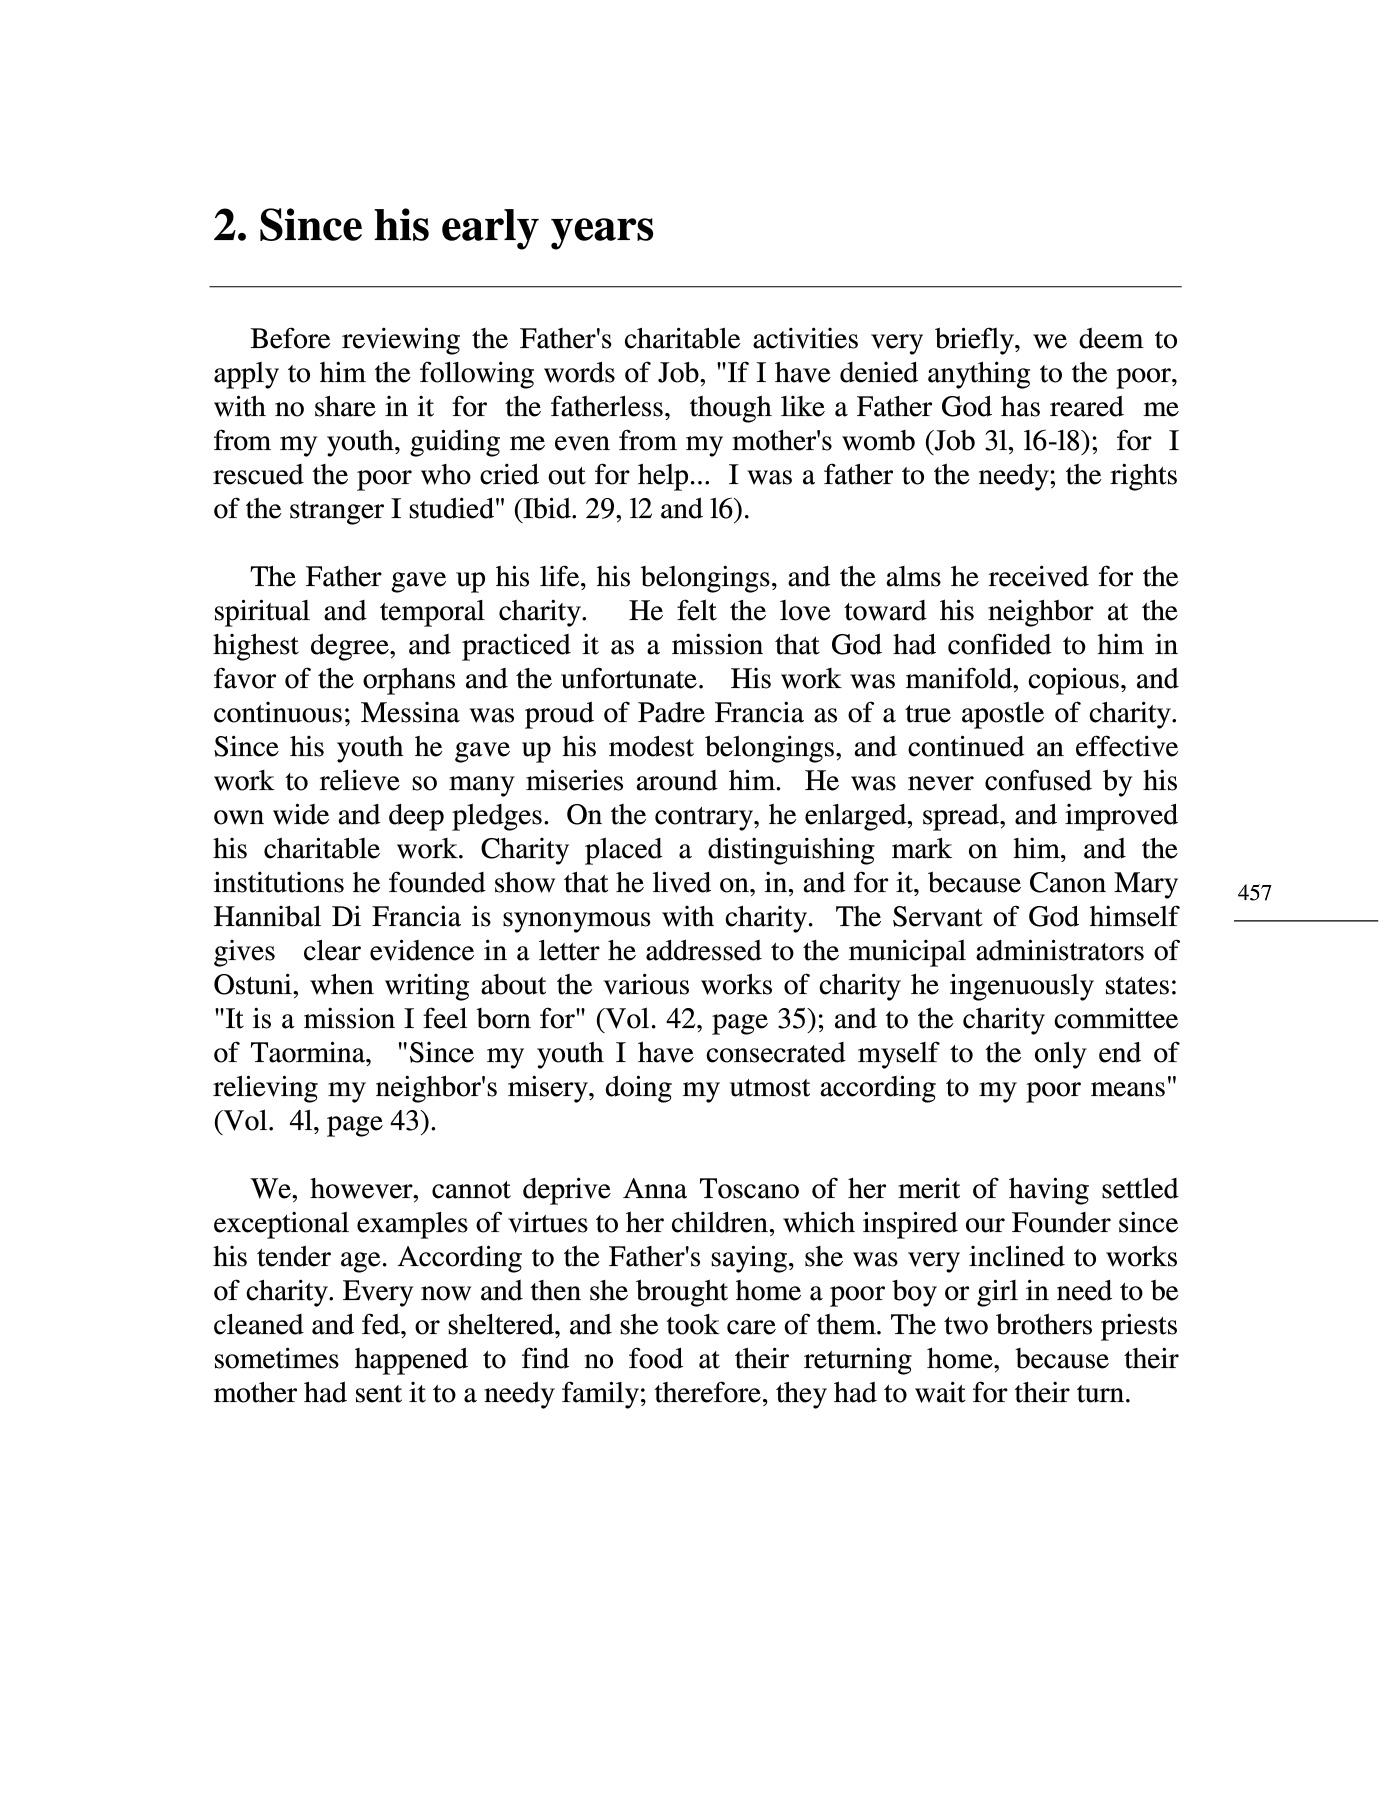 2. Since his early years
Before reviewing the Father's charitable activities very briefly, we deem to
apply to him the following words of Job, "If I have denied anything to the poor,
with no share in it for the fatherless, though like a Father God has reared me
from my youth, guiding me even from my mother's womb (Job 3l, l6-l8); for I
rescued the poor who cried out for help... I was a father to the needy; the rights
of the stranger I studied" (Ibid. 29, l2 and l6).
The Father gave up his life, his belongings, and the alms he received for the
spiritual and temporal charity. He felt the love toward his neighbor at the
highest degree, and practiced it as a mission that God had confided to him in
favor of the orphans and the unfortunate. His work was manifold, copious, and
continuous; Messina was proud of Padre Francia as of a true apostle of charity.
Since his youth he gave up his modest belongings, and continued an effective
work to relieve so many miseries around him. He was never confused by his
own wide and deep pledges. On the contrary, he enlarged, spread, and improved
his charitable work. Charity placed a distinguishing mark on him, and the
institutions he founded show that he lived on, in, and for it, because Canon Mary
Hannibal Di Francia is synonymous with charity. The Servant of God himself
gives clear evidence in a letter he addressed to the municipal administrators of
Ostuni, when writing about the various works of charity he ingenuously states:
"It is a mission I feel born for" (Vol. 42, page 35); and to the charity committee
of Taormina, "Since my youth I have consecrated myself to the only end of
relieving my neighbor's misery, doing my utmost according to my poor means"
(Vol. 4l, page 43).
We, however, cannot deprive Anna Toscano of her merit of having settled
exceptional examples of virtues to her children, which inspired our Founder since
his tender age. According to the Father's saying, she was very inclined to works
of charity. Every now and then she brought home a poor boy or girl in need to be
cleaned and fed, or sheltered, and she took care of them. The two brothers priests
sometimes happened to find no food at their returning home, because their
mother had sent it to a needy family; therefore, they had to wait for their turn.
457